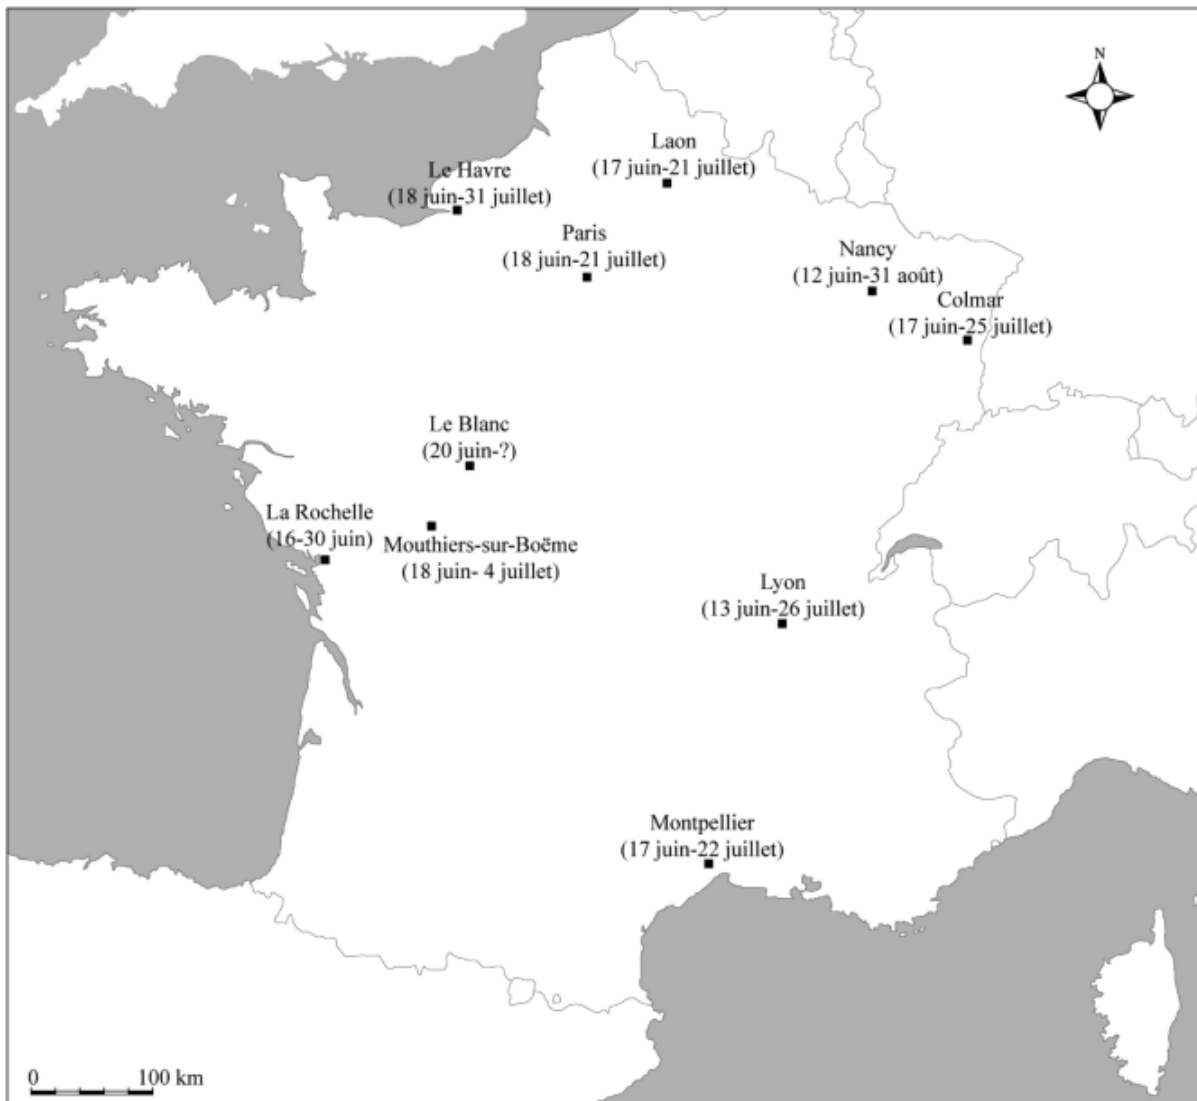 N
Laon
(17 juin-21 juillet)
Le Havre
(18 juin-31 juillet)
Paris
(18 juin-21 juillet)
Nancy
(12 juin-31 août)
Colmar
(17 juin-25 juillet)
Le Blanc
(20 juin-?)
La Rochelle
(16-30 juin)
Mouthiers-sur-Boëme
(18 juin- 4 juillet)
Lyon
(13 juin-26 juillet)
Montpellier
(17 juin-22 juillet)
0 100 km